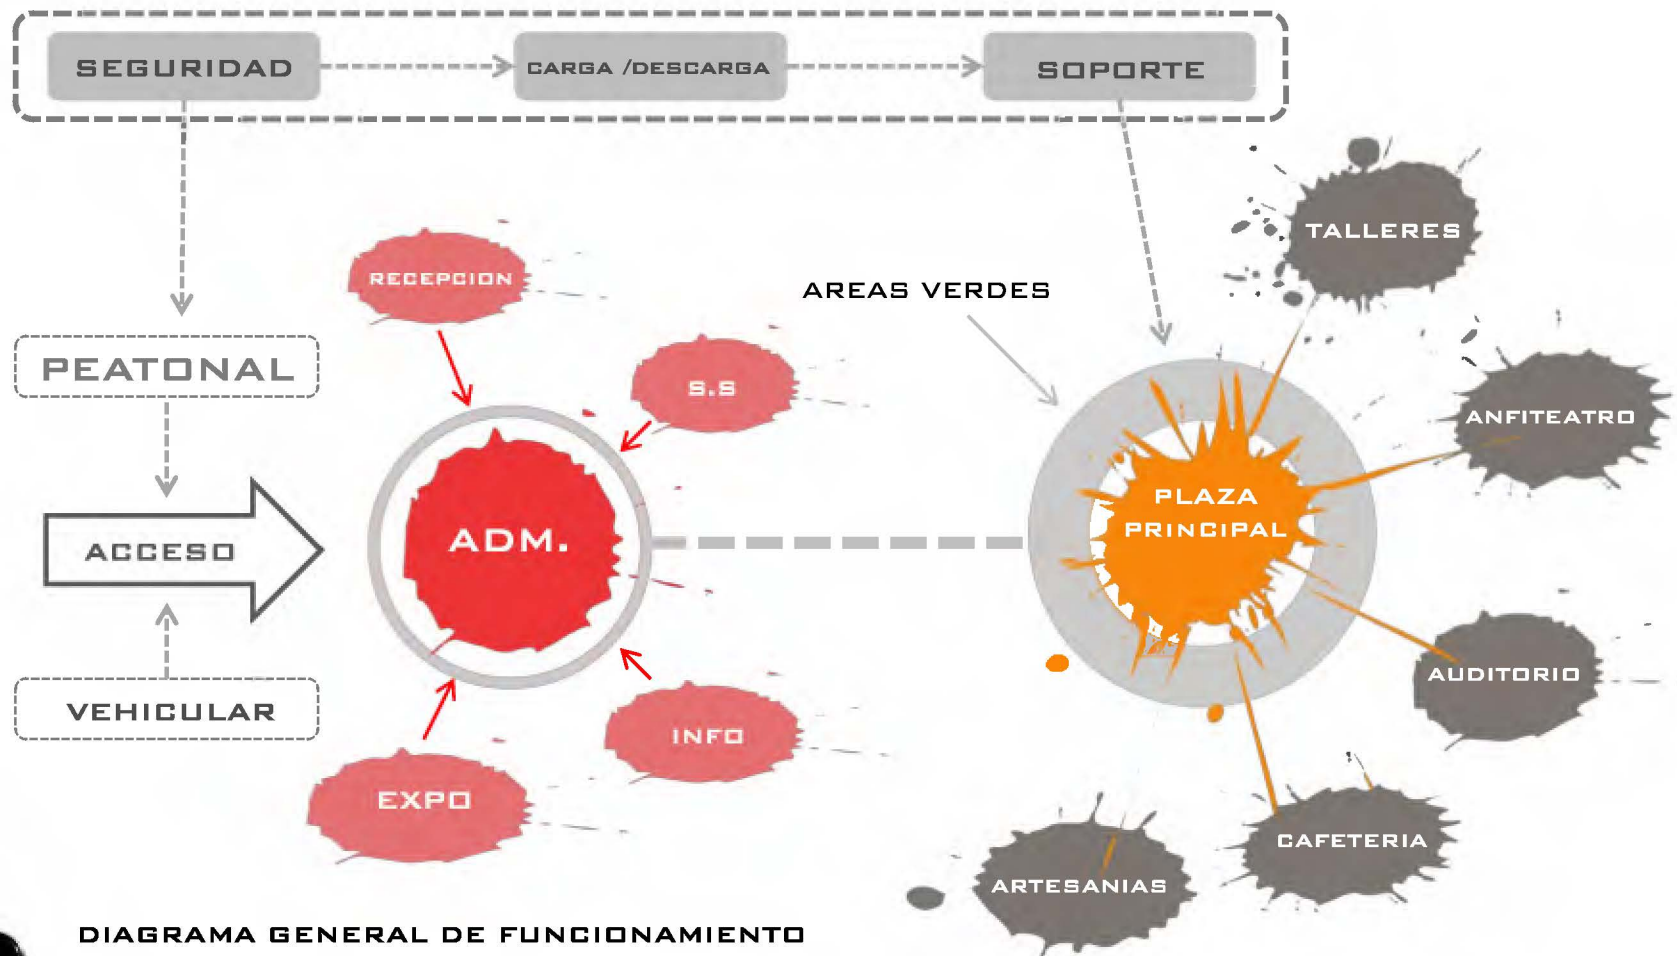 SEGURIDAD
CARGA /DESCARGA
SOPORTE
TALLERES
RECEPCION
AREAS VERDES
PEATONAL
S.S
ANFITEATRO
PLAZA
PRINCIPAL
ADM.
ACCESO
AUDITORIO
VEHICULAR
INFO
EXPO
CAFETERIA
ARTESANIAS
DIAGRAMA GENERAL DE FUNCIONAMIENTO